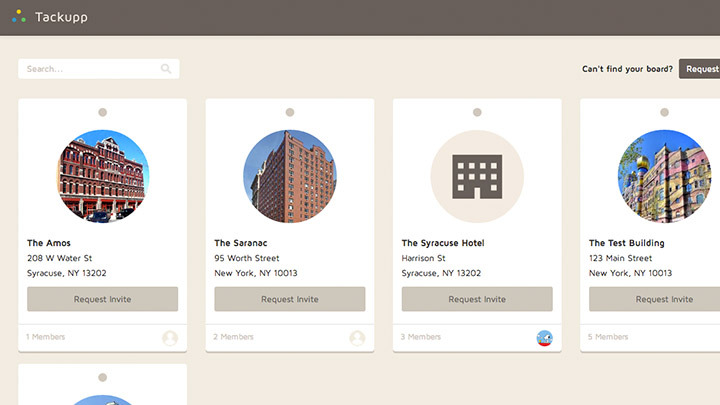 Tackupp
Search...
Can't find your board?
Request
The Amos
208 W Water St
Syracuse, NY 13202
Request Invite
1 Members
The Saranac
95 Worth Street
New York, NY 10013
Request Invite
2 Members
The Syracuse Hotel
Harrison St
Syracuse, NY 13202
Request Invite
3 Members
The Test Building
123 Main Street
New York, NY 10013
Request Invite
5 Members